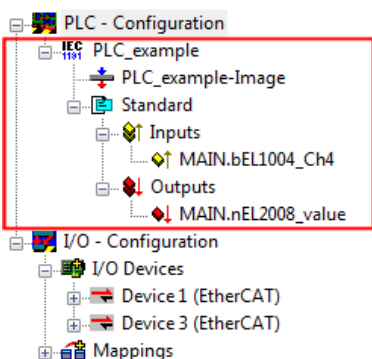 PLC - Configuration
IEC
1131
PLC_example
PLC_example-Image
Standard
Inputs
MAIN.bEL1004_Ch4
Outputs
MAIN.nEL2008_value
I/O - Configuration
I/O Devices
Device 1 (EtherCAT)
Device 3 (EtherCAT)
Mappings